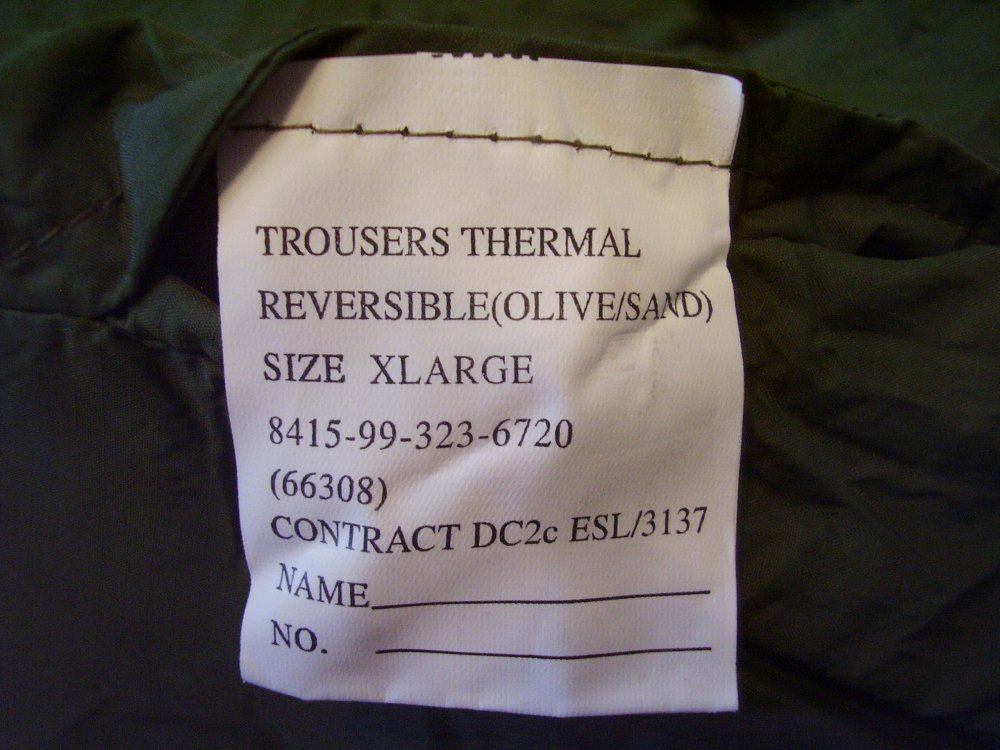 TROUSERS THERMAL
REVERSIBLE(OLIVE/SAND)
SIZE XLARGE
8415-99-323-6720
(66308)
CONTRACT DC2c ESL/3137
NAME
NO.